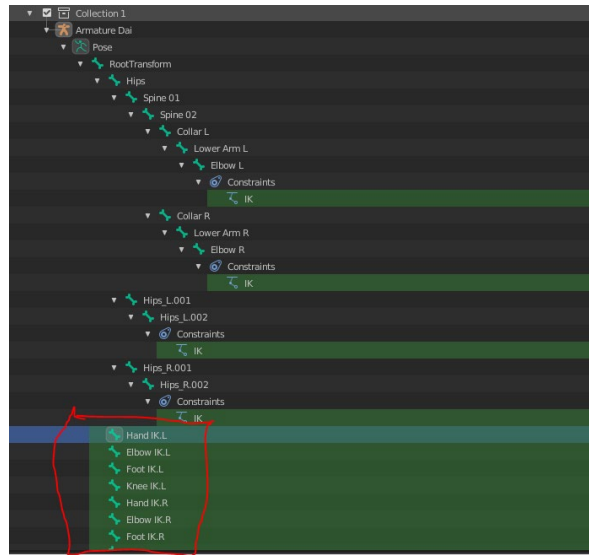 Collection 1
Armature Dai
Pose
RootTransform
Hips
Spine 01
Spine 02
Collar L
Lower Arm L
Elbow L
Constraints
IK
Collar R
Lower Arm R
Elbow R
Constraints
IK
Hips_L.001
Hips_L.002
Constraints
IK
Hips_R.001
Hips_R.002
Constraints
IK
Hand IK.L
Elbow IK.L
Foot IK.L
Knee IK.L
Hand IK.R
Elbow IK.R
Foot IK.R